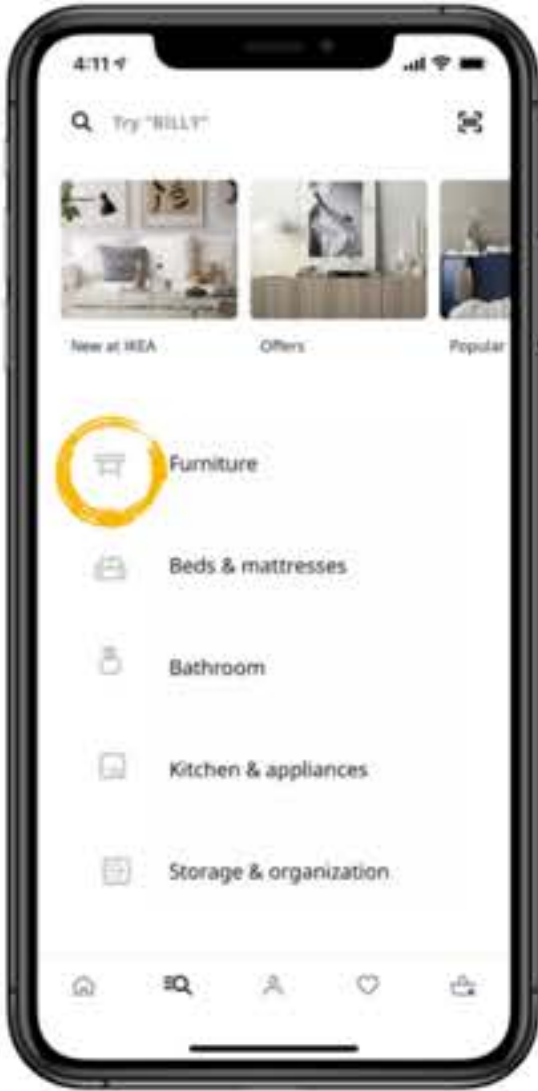 4:11
Try "BILLY"
New at IKEA
Offers
Popular
Furniture
Beds & mattresses
Bathroom
Kitchen & appliances
Storage & organization